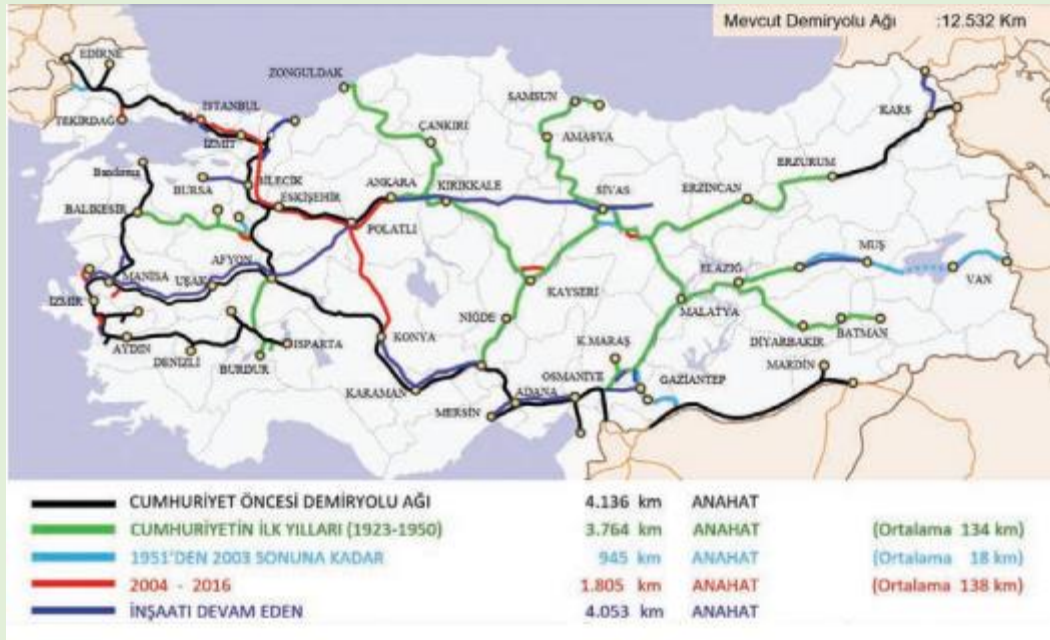 Mevcut Demiryolu Ağı :12.532 Km
EDİRNE
ZONGULDAK
İSTANBUL
SAMSUN
KARS
TEKİRDAĞ
İZMİT
ÇANKIRI
AMASYA
Bandırma
BURSA
BİLECİK
ERZURUM
ESKİŞEHİR
ANKARA
KIRIKKALE
SİVAS
ERZİNCAN
BALIKESİR
POLATLI
MUŞ
AFYON
ELAZIĞ
MANİSA
UŞAK
KAYSERİ
VAN
İZMİR
MALATYA
NİĞDE
BATMAN
KONYA
DİYARBAKIR
AYDIN
ISPARTA
K.MARAŞ
DENİZLİ
MARDİN
BURDUR
OSMANİYE
GAZİANTEP
KARAMAN
ADANA
MERSİN
CUMHURİYET ÖNCESİ DEMİRYOLU AĞI 4.136 km ANAHAT
CUMHURİYETİN İLK YILLARI (1923-1950) 3.764 km ANAHAT (Ortalama 134 km)
1951'DEN 2003 SONUNA KADAR 945 km ANAHAT (Ortalama 18 km)
2004 - 2016 1.805 km ANAHAT (Ortalama 138 km)
İNŞAATI DEVAM EDEN 4.053 km ANAHAT